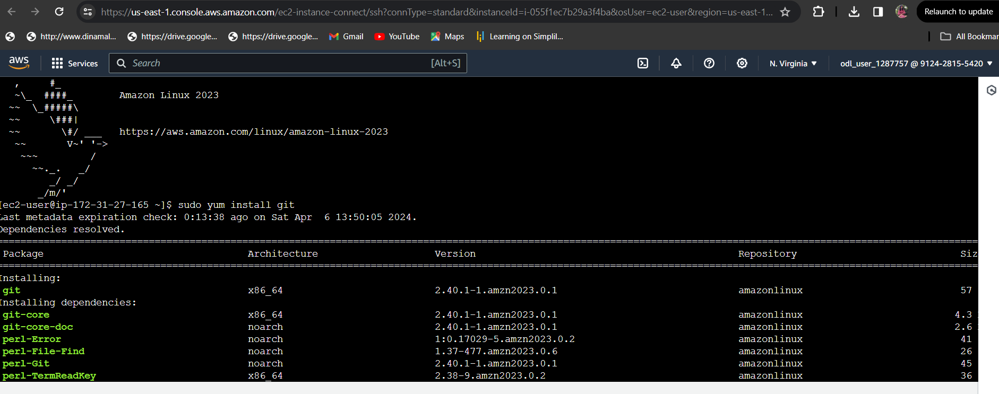 https://us-east-1.console.aws.amazon.com/ec2-instance-connect/ssh?connType=standard&instanceId=i-055f1ec7b29a3f4ba&osUser=ec2-user&region=us-east-1... Relaunch to update
http://www.dinamal... https://drive.google... https://drive.google... Gmail YouTube Maps Learning on Simplil... All Bookmar
aws Services Search [Alt+S] N. Virginia ▼ odl_user_1287757 @ 9124-2815-5420 ▼
   ,     #_
  ~\_  ####_        Amazon Linux 2023
 ~~  \_#####\
 ~~     \###|
 ~~       \#/ ___   https://aws.amazon.com/linux/amazon-linux-2023
  ~~       V~' '->
   ~~~         /
     ~~._.   _/
        _/ _/
      _/m/'
[ec2-user@ip-172-31-27-165 ~]$ sudo yum install git
Last metadata expiration check: 0:13:38 ago on Sat Apr  6 13:50:05 2024.
Dependencies resolved.
Package Architecture Version Repository Siz
Installing:
git x86_64 2.40.1-1.amzn2023.0.1 amazonlinux 57
Installing dependencies:
git-core x86_64 2.40.1-1.amzn2023.0.1 amazonlinux 4.3
git-core-doc noarch 2.40.1-1.amzn2023.0.1 amazonlinux 2.6
perl-Error noarch 1:0.17029-5.amzn2023.0.2 amazonlinux 41
perl-File-Find noarch 1.37-477.amzn2023.0.6 amazonlinux 26
perl-Git noarch 2.40.1-1.amzn2023.0.1 amazonlinux 45
perl-TermReadKey x86_64 2.38-9.amzn2023.0.2 amazonlinux 36